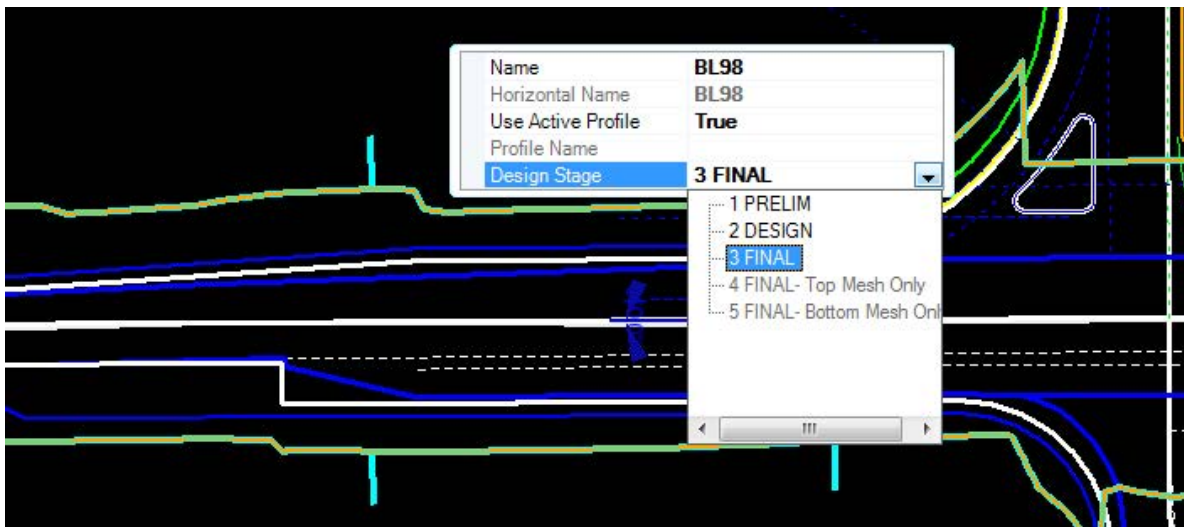 Name BL98
Horizontal Name BL98
Use Active Profile True
Profile Name
Design Stage 3 FINAL
1 PRELIM
2 DESIGN
3 FINAL
4 FINAL- Top Mesh Only
5 FINAL- Bottom Mesh Onl